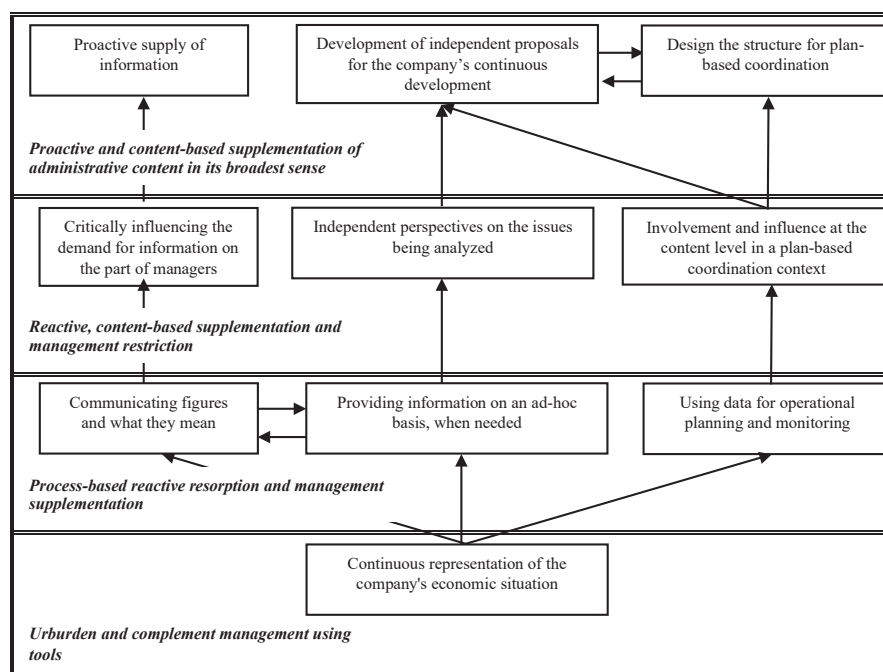 Proactive supply of
information
Development of independent proposals
for the company's continuous
development
Design the structure for plan-
based coordination
Proactive and content-based supplementation of
administrative content in its broadest sense
Critically influencing the
demand for information on
the part of managers
Independent perspectives on the issues
being analyzed
Involvement and influence at the
content level in a plan-based
coordination context
Reactive, content-based supplementation and
management restriction
Communicating figures
and what they mean
Providing information on an ad-hoc
basis, when needed
Using data for operational
planning and monitoring
Process-based reactive resorption and management
supplementation
Continuous representation of the
company's economic situation
Urburden and complement management using
tools